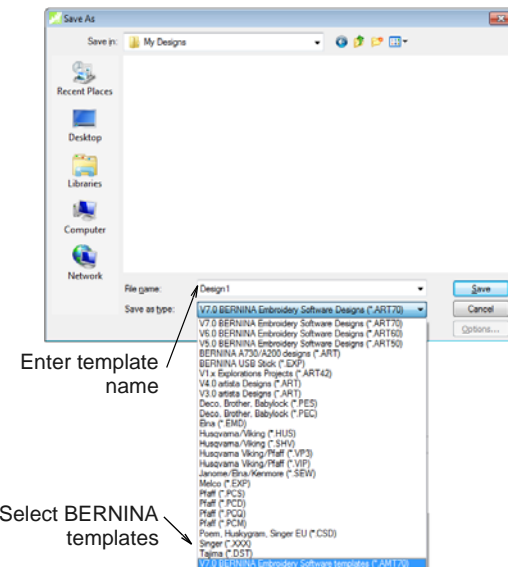 Save As
Save in:
My Designs
Recent Places
Desktop
Libraries
Computer
Network
File name:
Design1
Save
Save as type:
V7.0 BERNINA Embroidery Software Designs (*.ART70)
Cancel
Options...
V7.0 BERNINA Embroidery Software Designs (*.ART70)
V6.0 BERNINA Embroidery Software Designs (*.ART60)
V5.0 BERNINA Embroidery Software Designs (*.ART50)
BERNINA A730/A200 designs (*.ART)
BERNINA USB Stick (*.EXP)
V1.x Explorations Projects (*.ART42)
V4.0 artista Designs (*.ART)
V3.0 artista Designs (*.ART)
Deco, Brother, Babylock (*.PES)
Deco, Brother, Babylock (*.PEC)
Elna (*.EMD)
Husqvarna/Viking (*.HUS)
Husqvarna/Viking (*.SHV)
Husqvarna Viking/Pfaff (*.VP3)
Husqvarna Viking/Pfaff (*.VIP)
Janome/Elna/Kenmore (*.SEW)
Melco (*.EXP)
Pfaff (*.PCS)
Pfaff (*.PCD)
Pfaff (*.PCQ)
Pfaff (*.PCM)
Poem, Huskygram, Singer EU (*.CSD)
Singer (*.XXX)
Tajima (*.DST)
V7.0 BERNINA Embroidery Software templates (*.AMT70)
Enter template
name
Select BERNINA
templates